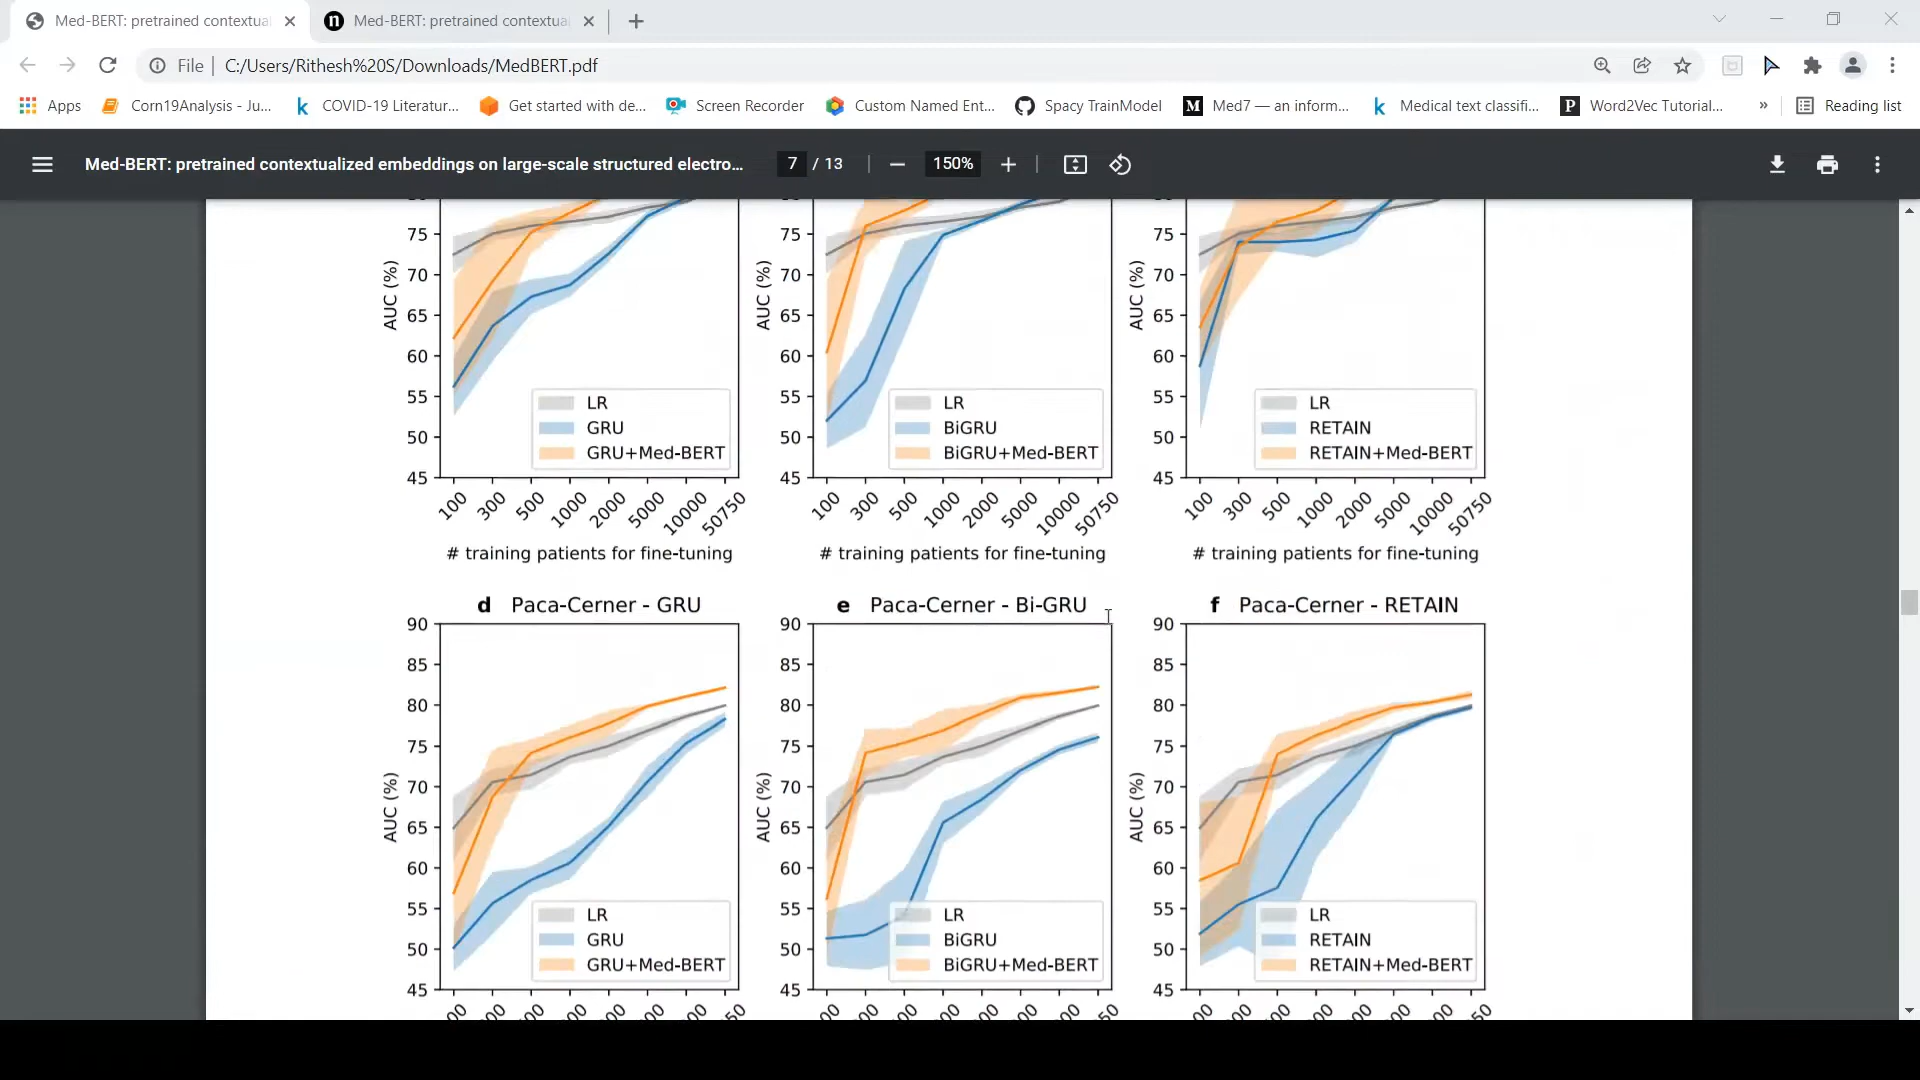 Med-BERT: pretrained contextua
Med-BERT: pretrained contextua
File
C:/Users/Rithesh%20S/Downloads/MedBERT.pdf
Apps
Corn19Analysis - Ju...
COVID-19 Literatur...
Get started with de...
Screen Recorder
Custom Named Ent...
Spacy TrainModel
Med7 — an inform...
Medical text classifi...
Word2Vec Tutorial...
»
Reading list
Med-BERT: pretrained contextualized embeddings on large-scale structured electro...
7 / 13
150%
75
70
65
60
55
50
45
AUC (%)
LR
GRU
GRU+Med-BERT
100 300 500 1000 2000 5000 10000 50750
# training patients for fine-tuning
75
70
65
60
55
50
45
AUC (%)
LR
BiGRU
BiGRU+Med-BERT
100 300 500 1000 2000 5000 10000 50750
# training patients for fine-tuning
75
70
65
60
55
50
45
AUC (%)
LR
RETAIN
RETAIN+Med-BERT
100 300 500 1000 2000 5000 10000 50750
# training patients for fine-tuning
d Paca-Cerner - GRU
90
85
80
75
70
65
60
55
50
45
AUC (%)
LR
GRU
GRU+Med-BERT
e Paca-Cerner - Bi-GRU
90
85
80
75
70
65
60
55
50
45
AUC (%)
LR
BiGRU
BiGRU+Med-BERT
f Paca-Cerner - RETAIN
90
85
80
75
70
65
60
55
50
45
AUC (%)
LR
RETAIN
RETAIN+Med-BERT